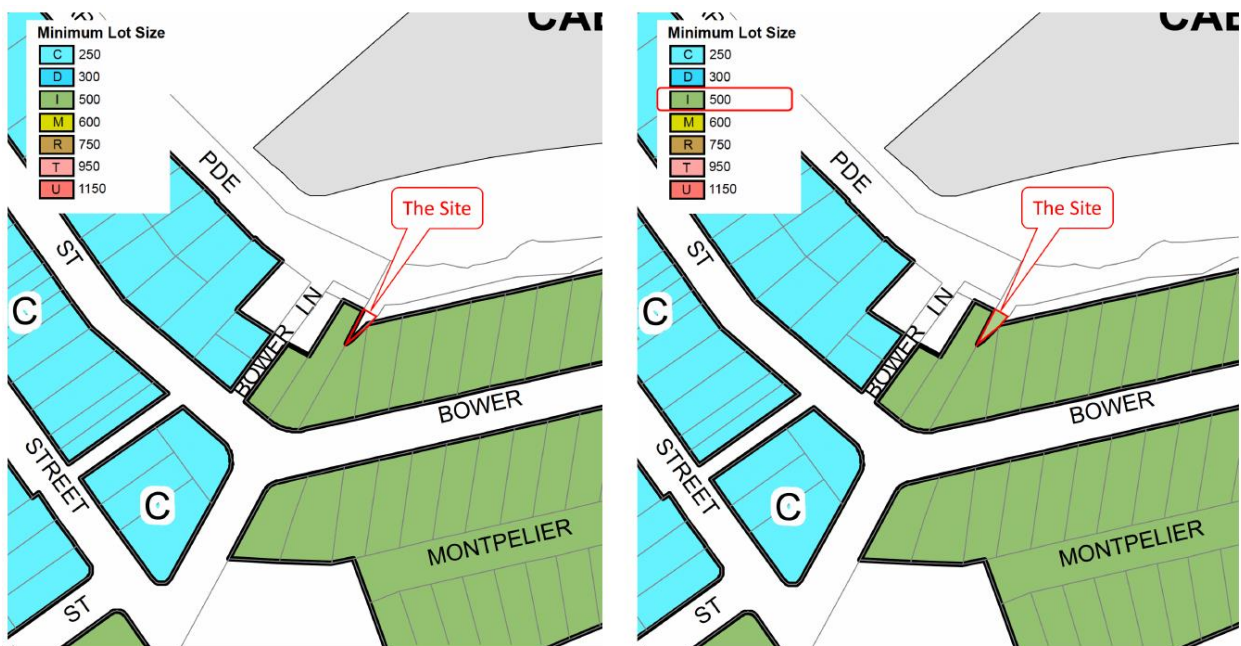 CAB
Minimum Lot Size
C 250
D 300
I 500
M 600
R 750
T 950
U 1150
PDE
The Site
ST
C
BOWER LN
BOWER
STREET
C
MONTPELIER
ST
CAB
Minimum Lot Size
C 250
D 300
I 500
M 600
R 750
T 950
U 1150
PDE
The Site
ST
C
BOWER LN
BOWER
STREET
C
MONTPELIER
ST